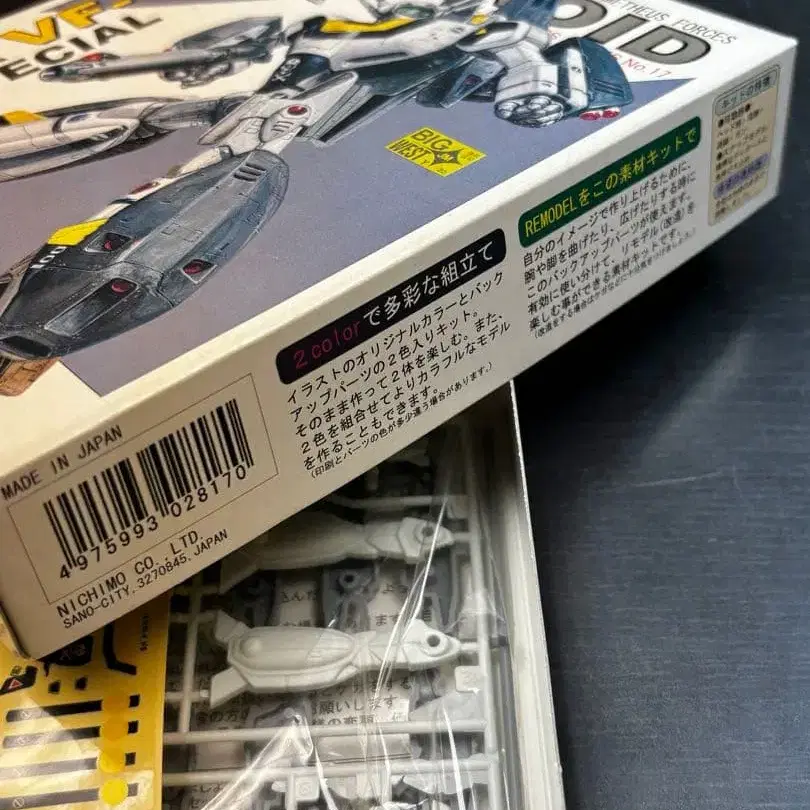 VF-
ECIAL
THEUS FORCES
OID
No.17
BIG
WEST
キットの特徴
REMODELをこの素材キットで
自分のイメージで作り上げるために、
腕や脚を曲げたり、広げたりする時に
このバックアップパーツが使えます。
有効に使い分けて、リモデル(改造)を
楽しむ事ができる素材キットです。
2colorで多彩な組立て
イラストのオリジナルカラーとバック
アップパーツの2色入りキット。また、
そのまま作って2体を楽しむ。
2色を組合せてよりカラフルなモデル
を作ることもできます。
(印刷とパーツの色が多少違う場合があります。)
MADE IN JAPAN
4 975993 028170
NICHIMO CO., LTD.
SANO-CITY, 3270845, JAPAN